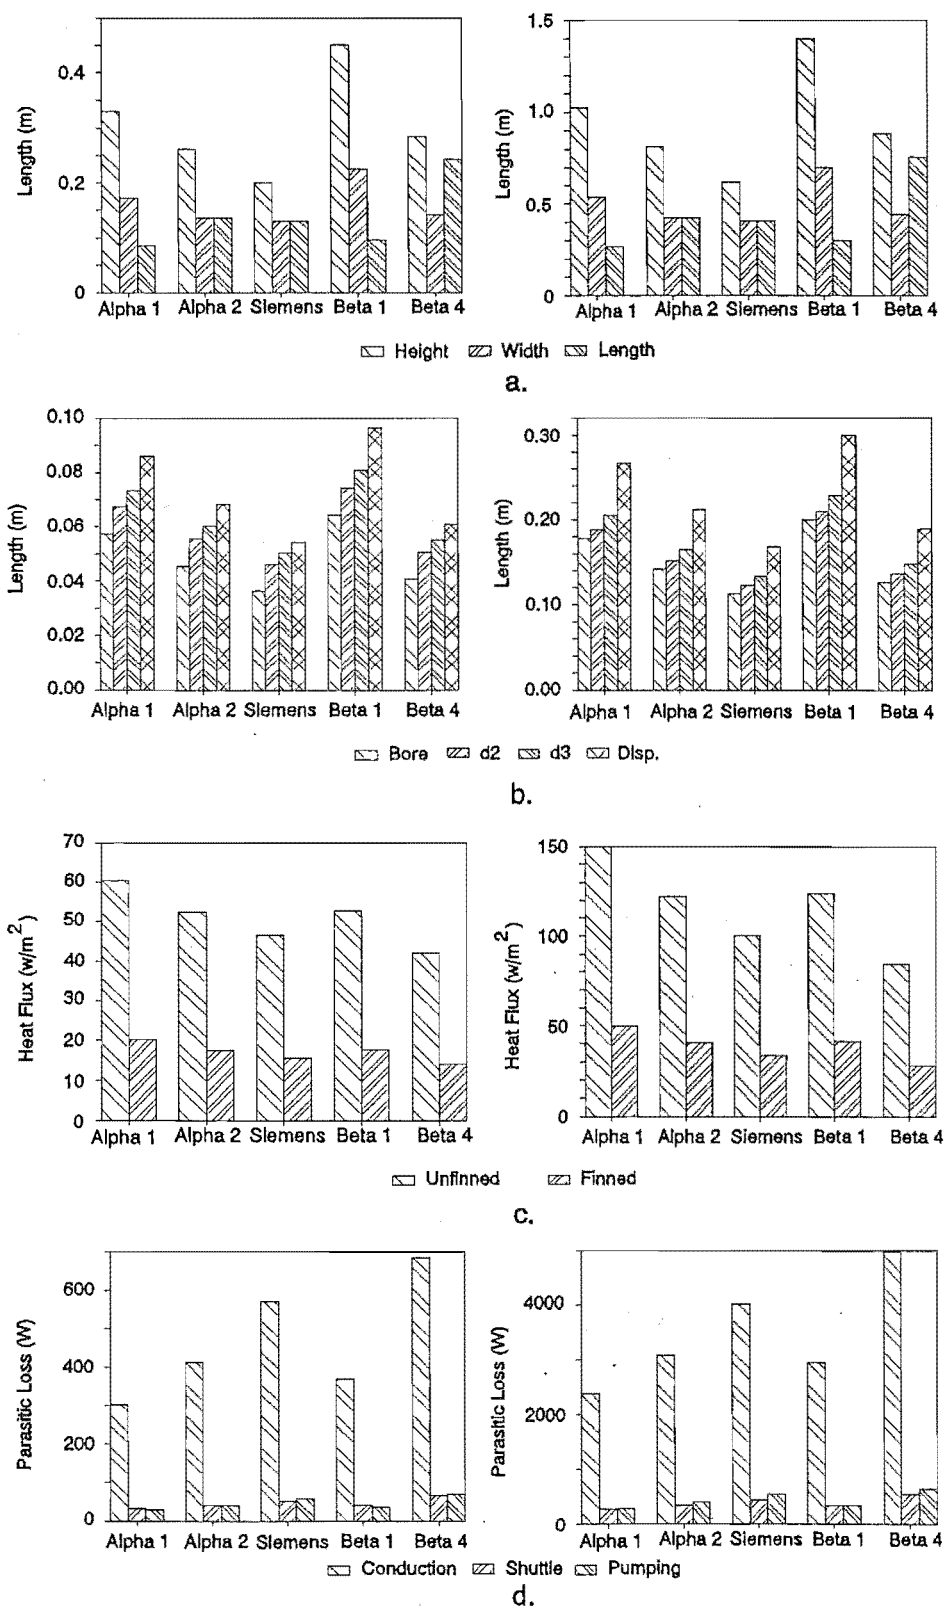 Length (m)
0.4
0.2
0
Alpha 1 Alpha 2 Siemens Beta 1 Beta 4
Length (m)
1.5
1.0
0.5
0
Alpha 1 Alpha 2 Siemens Beta 1 Beta 4
Height Width Length
a.
Length (m)
0.10
0.08
0.06
0.04
0.02
0.00
Alpha 1 Alpha 2 Siemens Beta 1 Beta 4
Length (m)
0.30
0.20
0.10
0.00
Alpha 1 Alpha 2 Siemens Beta 1 Beta 4
Bore d2 d3 Disp.
b.
Heat Flux (w/m²)
70
60
50
40
30
20
10
0
Alpha 1 Alpha 2 Siemens Beta 1 Beta 4
Heat Flux (w/m²)
150
100
50
0
Alpha 1 Alpha 2 Siemens Beta 1 Beta 4
Unfinned Finned
c.
Parasitic Loss (W)
600
400
200
0
Alpha 1 Alpha 2 Siemens Beta 1 Beta 4
Parasitic Loss (W)
4000
2000
0
Alpha 1 Alpha 2 Siemens Beta 1 Beta 4
Conduction Shuttle Pumping
d.